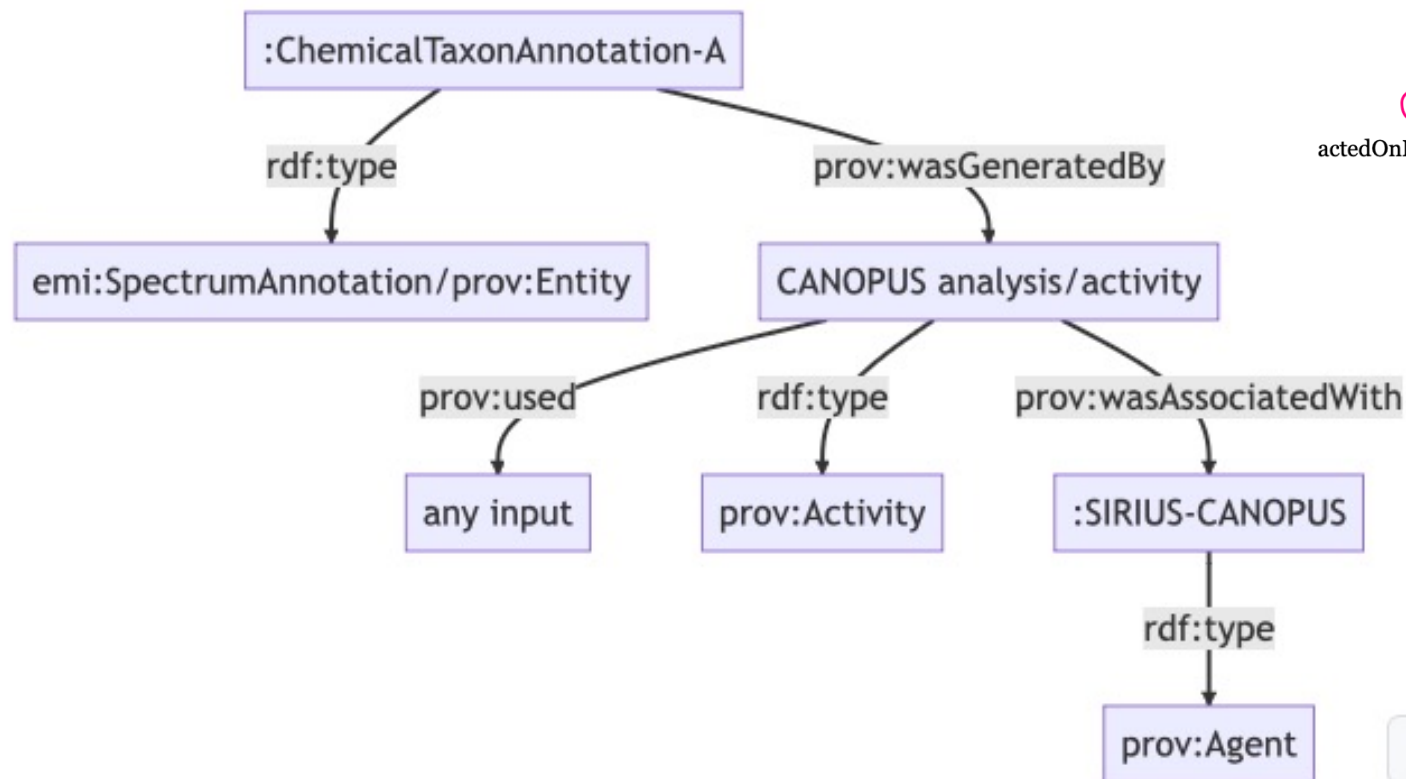 :ChemicalTaxonAnnotation-A
actedOn
rdf:type
prov:wasGeneratedBy
emi:SpectrumAnnotation/prov:Entity
CANOPUS analysis/activity
prov:used
rdf:type
prov:wasAssociatedWith
any input
prov:Activity
:SIRIUS-CANOPUS
rdf:type
prov:Agent